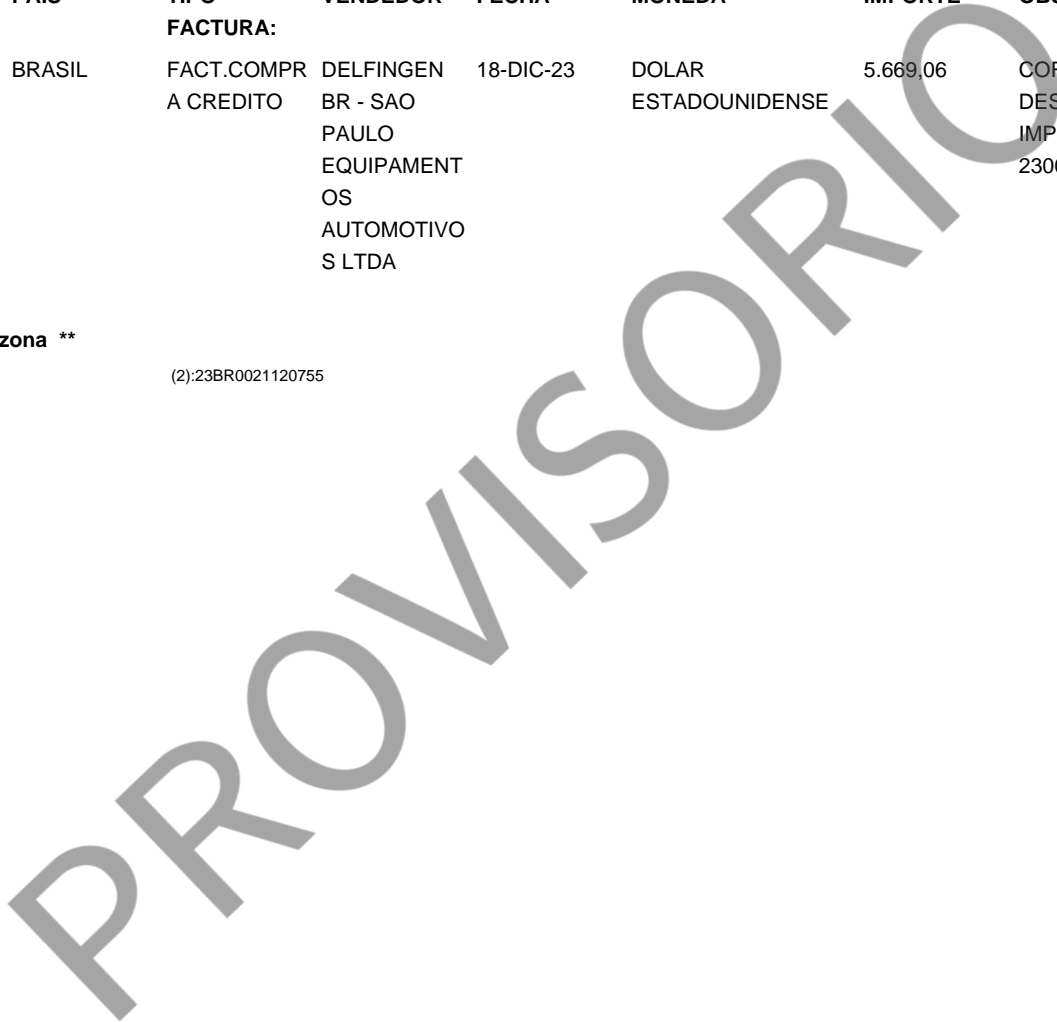 FACTURA:
BRASIL FACT.COMPR DELFINGEN 18-DIC-23 DOLAR 5.669,06
A CREDITO BR - SAO ESTADOUNIDENSE
PAULO
EQUIPAMENT
OS
AUTOMOTIVO
S LTDA
zona **
(2):23BR0021120755
PROVISORIO